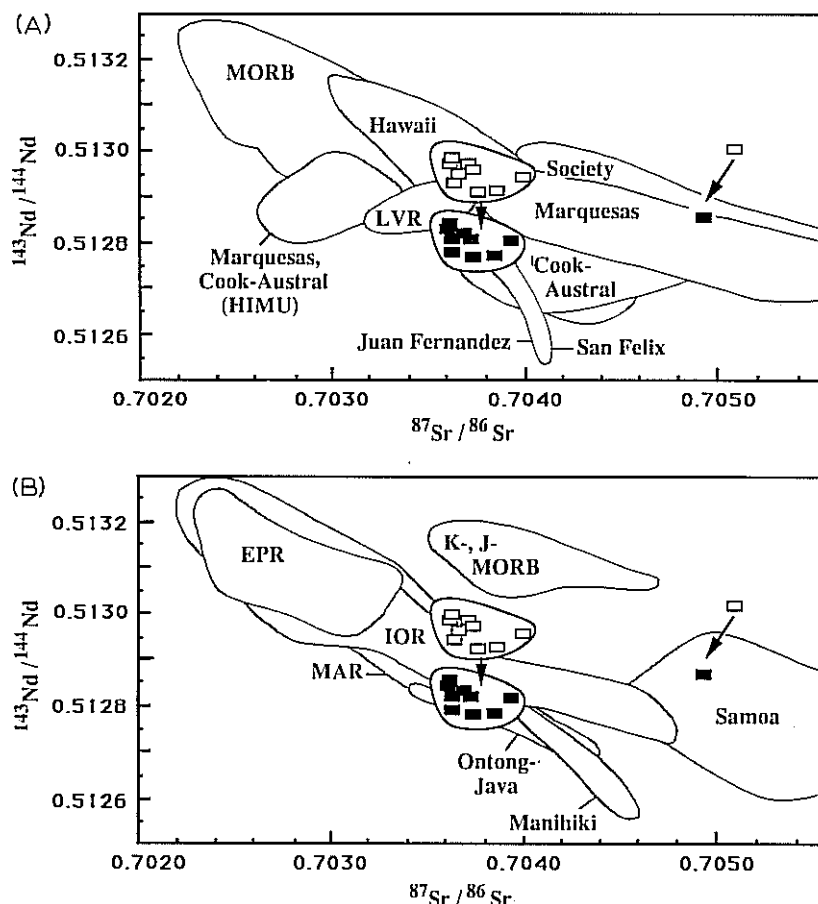 (A)
0.5132
MORB
Hawaii
0.5130
Society
Marquesas
LVR
0.5128
Marquesas,
Cook-Austral
(HIMU)
Cook-
Austral
0.5126
Juan Fernandez
San Felix
143Nd / 144Nd
0.7020 0.7030 0.7040 0.7050
87Sr / 86Sr
(B)
0.5132
EPR
K-, J-
MORB
0.5130
IOR
MAR
0.5128
Samoa
Ontong-
Java
0.5126
Manihiki
143Nd / 144Nd
0.7020 0.7030 0.7040 0.7050
87Sr / 86Sr